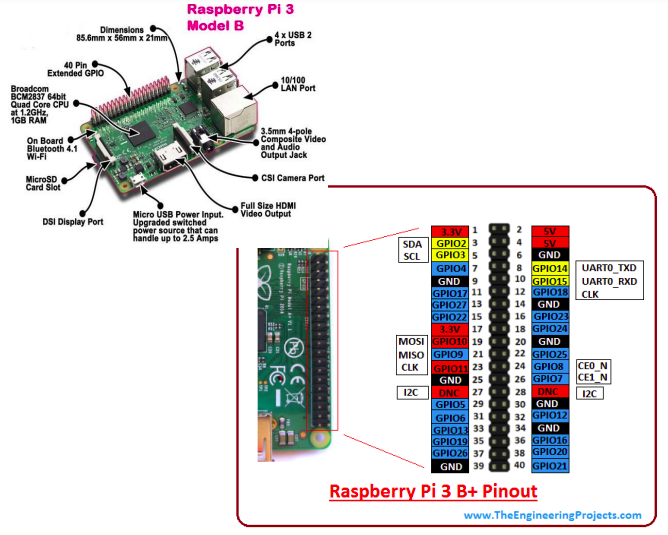 Raspberry Pi 3
Model B
Dimensions
85.6mm x 56mm x 21mm
4 x USB 2
Ports
40 Pin
Extended GPIO
10/100
LAN Port
Broadcom
BCM2837 64bit
Quad Core CPU
at 1.2GHz,
1GB RAM
3.5mm 4-pole
Composite Video
and Audio
Output Jack
On Board
Bluetooth 4.1
Wi-Fi
MicroSD
Card Slot
CSI Camera Port
DSI Display Port
Micro USB Power Input.
Upgraded switched
power source that can
handle up to 2.5 Amps
Full Size HDMI
Video Output
3.3V 1 2 5V
SDA GPIO2 3 4 5V
SCL GPIO3 5 6 GND
GPIO4 7 8 GPIO14 UART0_TXD
GND 9 10 GPIO15 UART0_RXD
GPIO17 11 12 GPIO18 CLK
GPIO27 13 14 GND
GPIO22 15 16 GPIO23
3.3V 17 18 GPIO24
MOSI GPIO10 19 20 GND
MISO GPIO9 21 22 GPIO25
CLK GPIO11 23 24 GPIO8 CE0_N
GND 25 26 GPIO7 CE1_N
I2C DNC 27 28 DNC I2C
GPIO5 29 30 GND
GPIO6 31 32 GPIO12
GPIO13 33 34 GND
GPIO19 35 36 GPIO16
GPIO26 37 38 GPIO20
GND 39 40 GPIO21
Raspberry Pi 3 B+ Pinout
www.TheEngineeringProjects.com